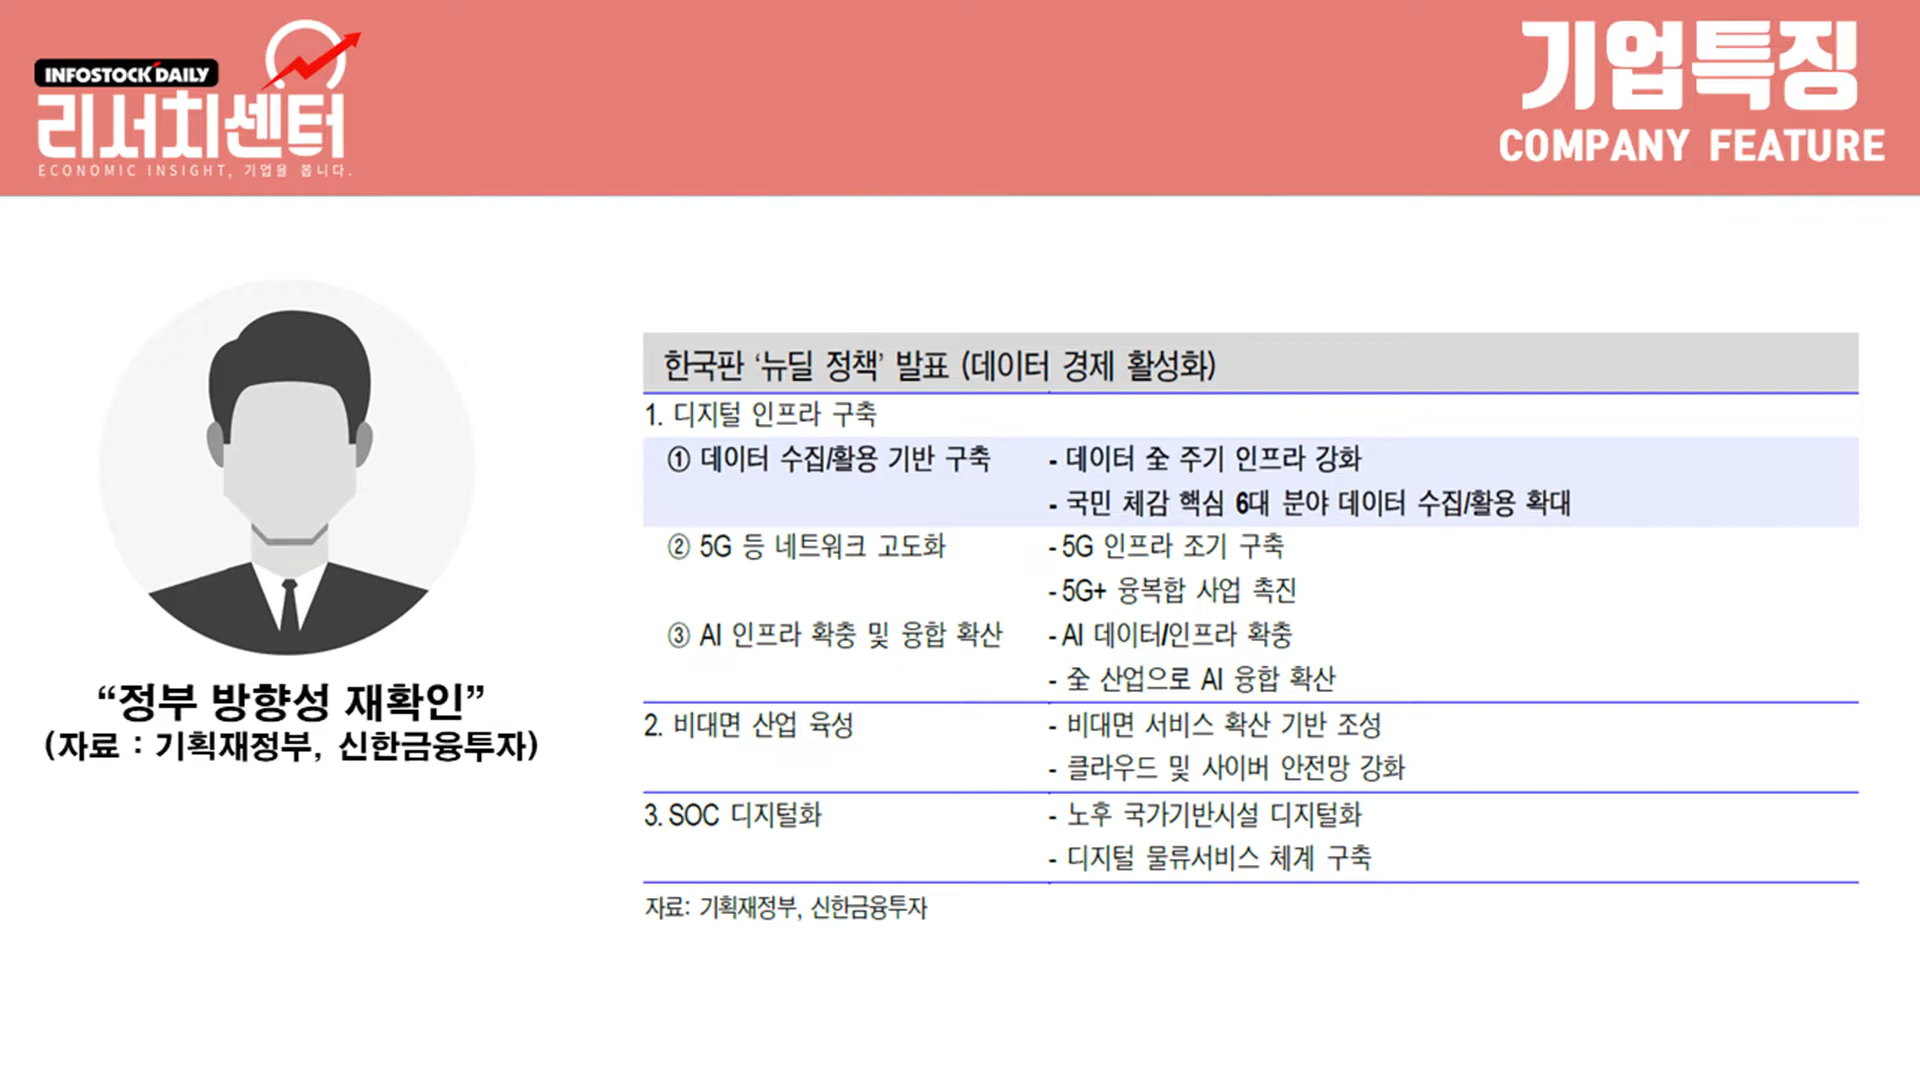 INFOSTOCK DAILY
리서치센터
ECONOMIC INSIGHT, 기업을 봅니다.
기업특징
COMPANY FEATURE
“정부 방향성 재확인”
(자료 : 기획재정부, 신한금융투자)
한국판 ‘뉴딜 정책’ 발표 (데이터 경제 활성화)
1. 디지털 인프라 구축
① 데이터 수집/활용 기반 구축 - 데이터 全 주기 인프라 강화
- 국민 체감 핵심 6대 분야 데이터 수집/활용 확대
② 5G 등 네트워크 고도화 - 5G 인프라 조기 구축
- 5G+ 융복합 사업 촉진
③ AI 인프라 확충 및 융합 확산 - AI 데이터/인프라 확충
- 全 산업으로 AI 융합 확산
2. 비대면 산업 육성 - 비대면 서비스 확산 기반 조성
- 클라우드 및 사이버 안전망 강화
3. SOC 디지털화 - 노후 국가기반시설 디지털화
- 디지털 물류서비스 체계 구축
자료: 기획재정부, 신한금융투자